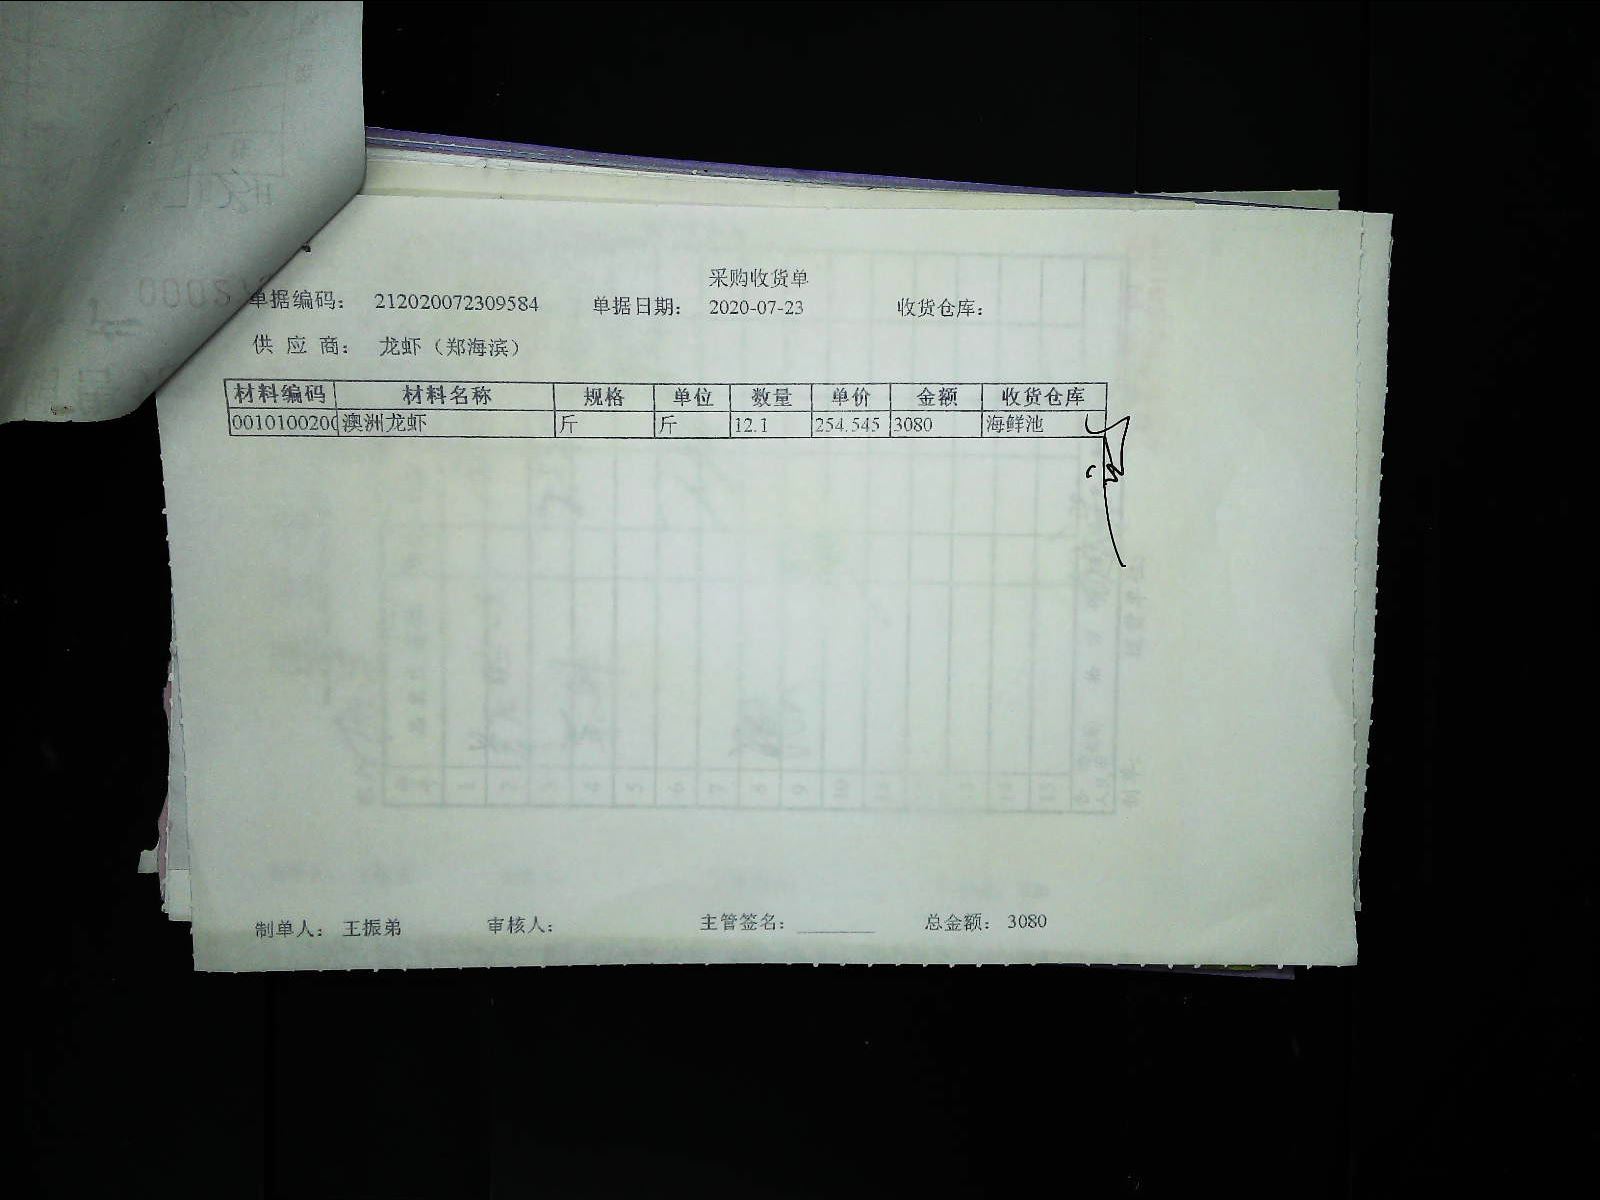 采购收货单
单据编码： 212020072309584 单据日期： 2020-07-23 收货仓库：
供 应 商： 龙虾（郑海滨）
材料编码 材料名称 规格 单位 数量 单价 金额 收货仓库
0010100200 澳洲龙虾 斤 斤 12.1 254.545 3080 海鲜池
制单人： 王振弟 审核人： 主管签名： 总金额： 3080